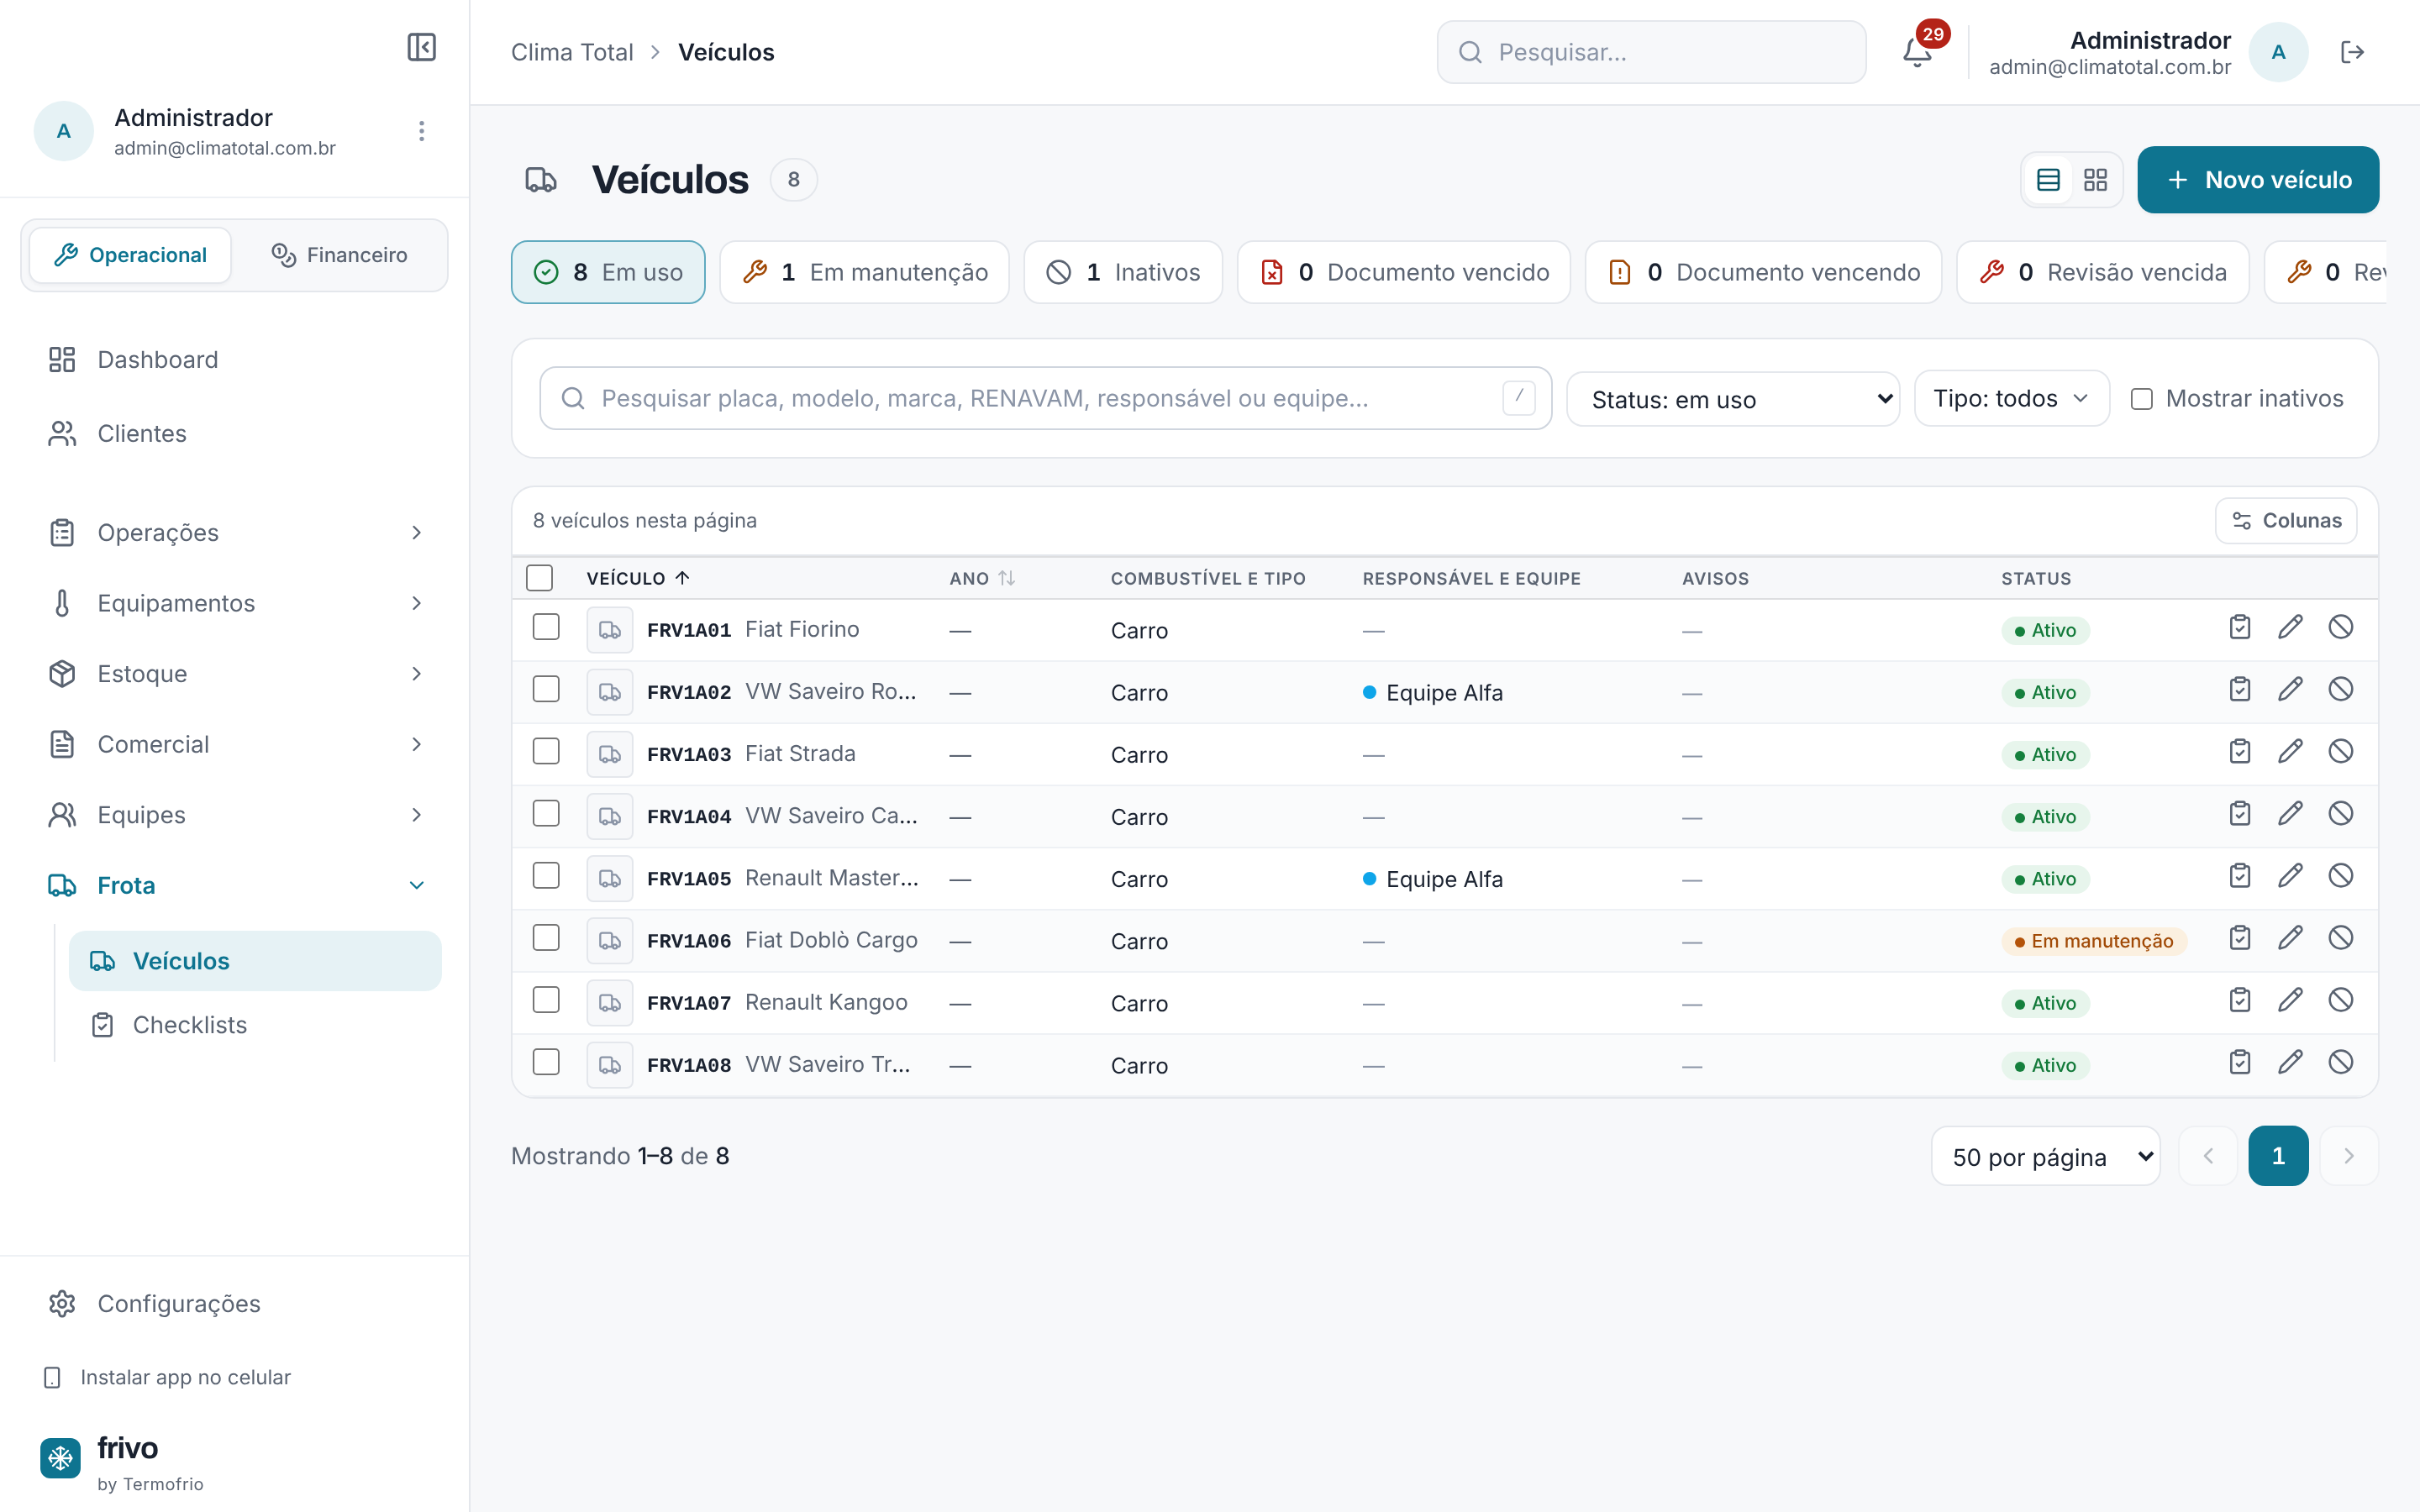 Administrador
admin@climatotal.com.br
Operacional
Financeiro
Dashboard
Clientes
Operações
Equipamentos
Estoque
Comercial
Equipes
Frota
Veículos
Checklists
Configurações
Instalar app no celular
frivo
by Termofrio
Clima Total > Veículos
Pesquisar...
29
Administrador
admin@climatotal.com.br
A
A
Veículos 8
Novo veículo
8 Em uso
1 Em manutenção
1 Inativos
0 Documento vencido
0 Documento vencendo
0 Revisão vencida
0 Rev
Pesquisar placa, modelo, marca, RENAVAM, responsável ou equipe...
/
Status: em uso
Tipo: todos
Mostrar inativos
8 veículos nesta página
Colunas
VEÍCULO ANO COMBUSTÍVEL E TIPO RESPONSÁVEL E EQUIPE AVISOS STATUS
FRV1A01 Fiat Fiorino — Carro — — Ativo
FRV1A02 VW Saveiro Ro... — Carro Equipe Alfa — Ativo
FRV1A03 Fiat Strada — Carro — — Ativo
FRV1A04 VW Saveiro Ca... — Carro — — Ativo
FRV1A05 Renault Master... — Carro Equipe Alfa — Ativo
FRV1A06 Fiat Doblò Cargo — Carro — — Em manutenção
FRV1A07 Renault Kangoo — Carro — — Ativo
FRV1A08 VW Saveiro Tr... — Carro — — Ativo
Mostrando 1–8 de 8
50 por página
1